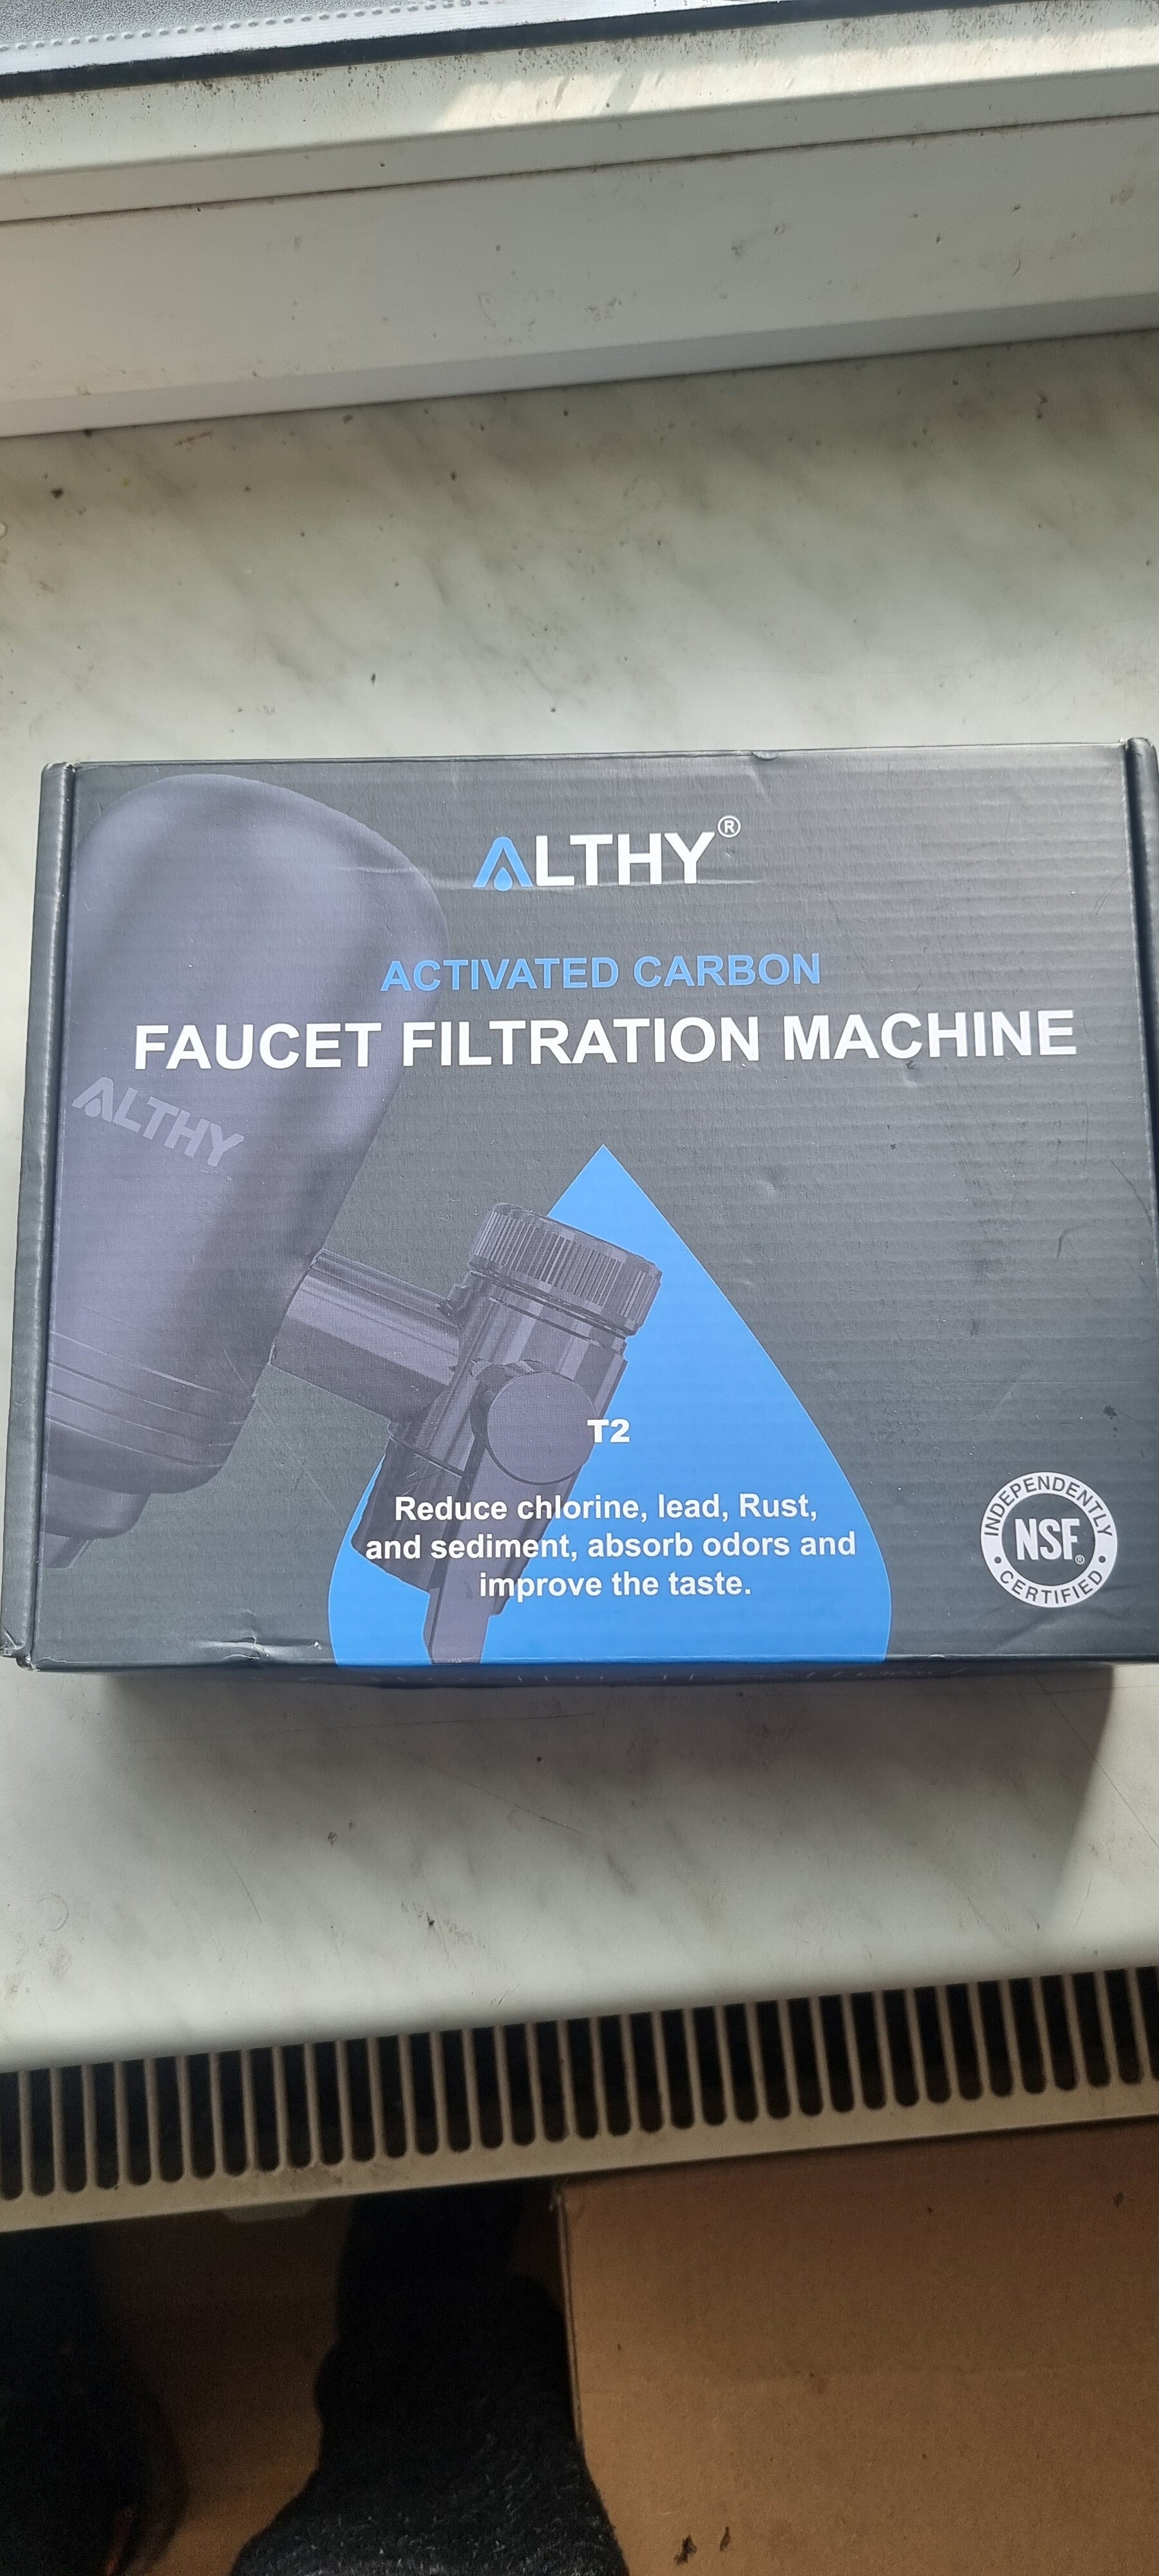 ALTHY®
ACTIVATED CARBON
FAUCET FILTRATION MACHINE
ALTHY
T2
Reduce chlorine, lead, Rust,
and sediment, absorb odors and
improve the taste.
INDEPENDENTLY
NSF®
CERTIFIED